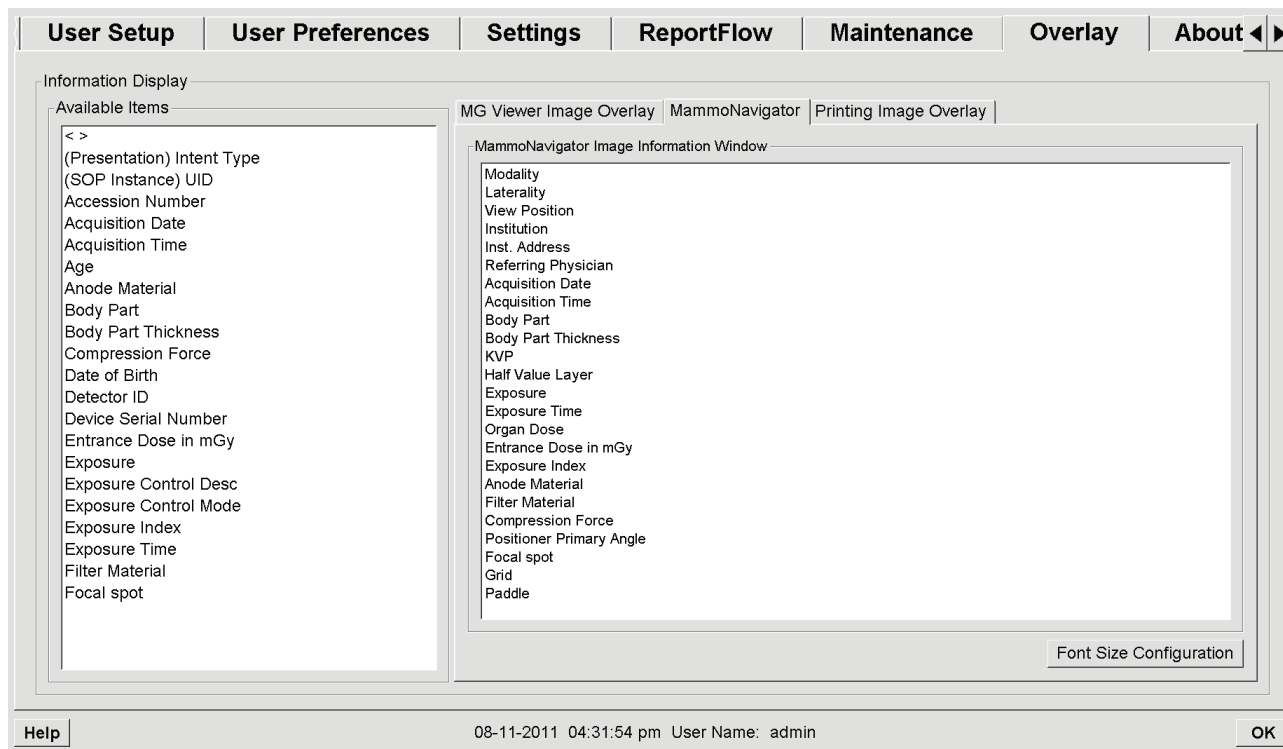 User Setup User Preferences Settings ReportFlow Maintenance Overlay About
Information Display
Available Items
< >
(Presentation) Intent Type
(SOP Instance) UID
Accession Number
Acquisition Date
Acquisition Time
Age
Anode Material
Body Part
Body Part Thickness
Compression Force
Date of Birth
Detector ID
Device Serial Number
Entrance Dose in mGy
Exposure
Exposure Control Desc
Exposure Control Mode
Exposure Index
Exposure Time
Filter Material
Focal spot
MG Viewer Image Overlay MammoNavigator Printing Image Overlay
MammoNavigator Image Information Window
Modality
Laterality
View Position
Institution
Inst. Address
Referring Physician
Acquisition Date
Acquisition Time
Body Part
Body Part Thickness
KVP
Half Value Layer
Exposure
Exposure Time
Organ Dose
Entrance Dose in mGy
Exposure Index
Anode Material
Filter Material
Compression Force
Positioner Primary Angle
Focal spot
Grid
Paddle
Font Size Configuration
Help 08-11-2011 04:31:54 pm User Name: admin OK